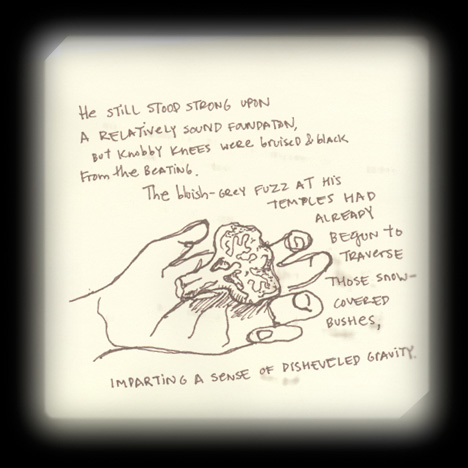 He STILL STOOD STRONG UPON
A RELATIVELY SOUND FOUNDATON,
BuT KNOBBY KNEES WERE bruised & black
From the BEATING.
The bbish-GREY FUZZ AT HIS
TEMPLES HAD
ALREADY
BEGUN to
TRAVERSE
THOSE SNOW-
COVERED
BUSHES,
IMPARTING A SENSE OF DISHEVELED GRAVITY.